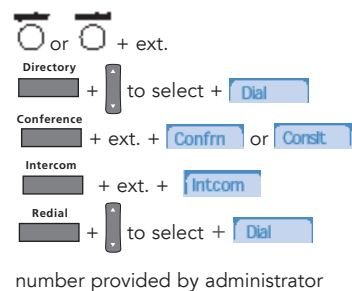 or + ext.
Directory
+ to select + Dial
Conference
+ ext. + Confrn or Conslt
Intercom
+ ext. + Intcom
Redial
+ to select + Dial
number provided by administrator